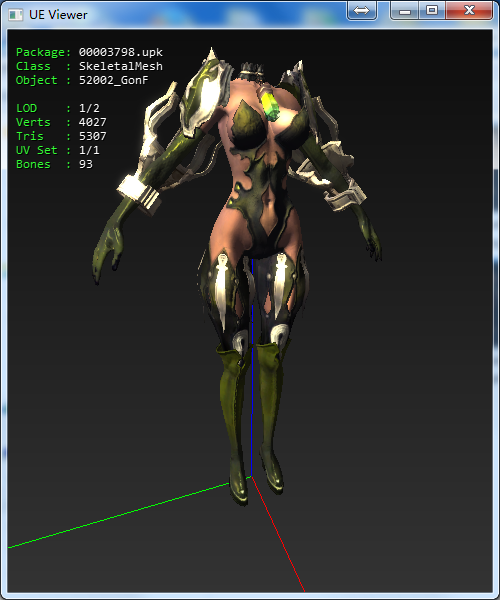 UE Viewer
Package: 00003798.upk
Class : SkeletalMesh
Object : 52002_GonF
LOD : 1/2
Verts : 4027
Tris : 5307
UV Set : 1/1
Bones : 93